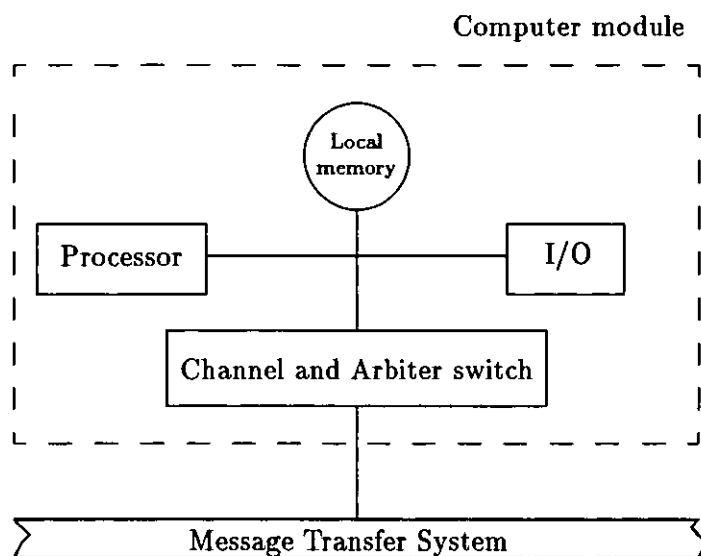 Computer module
Local
memory
Processor
I/O
Channel and Arbiter switch
Message Transfer System